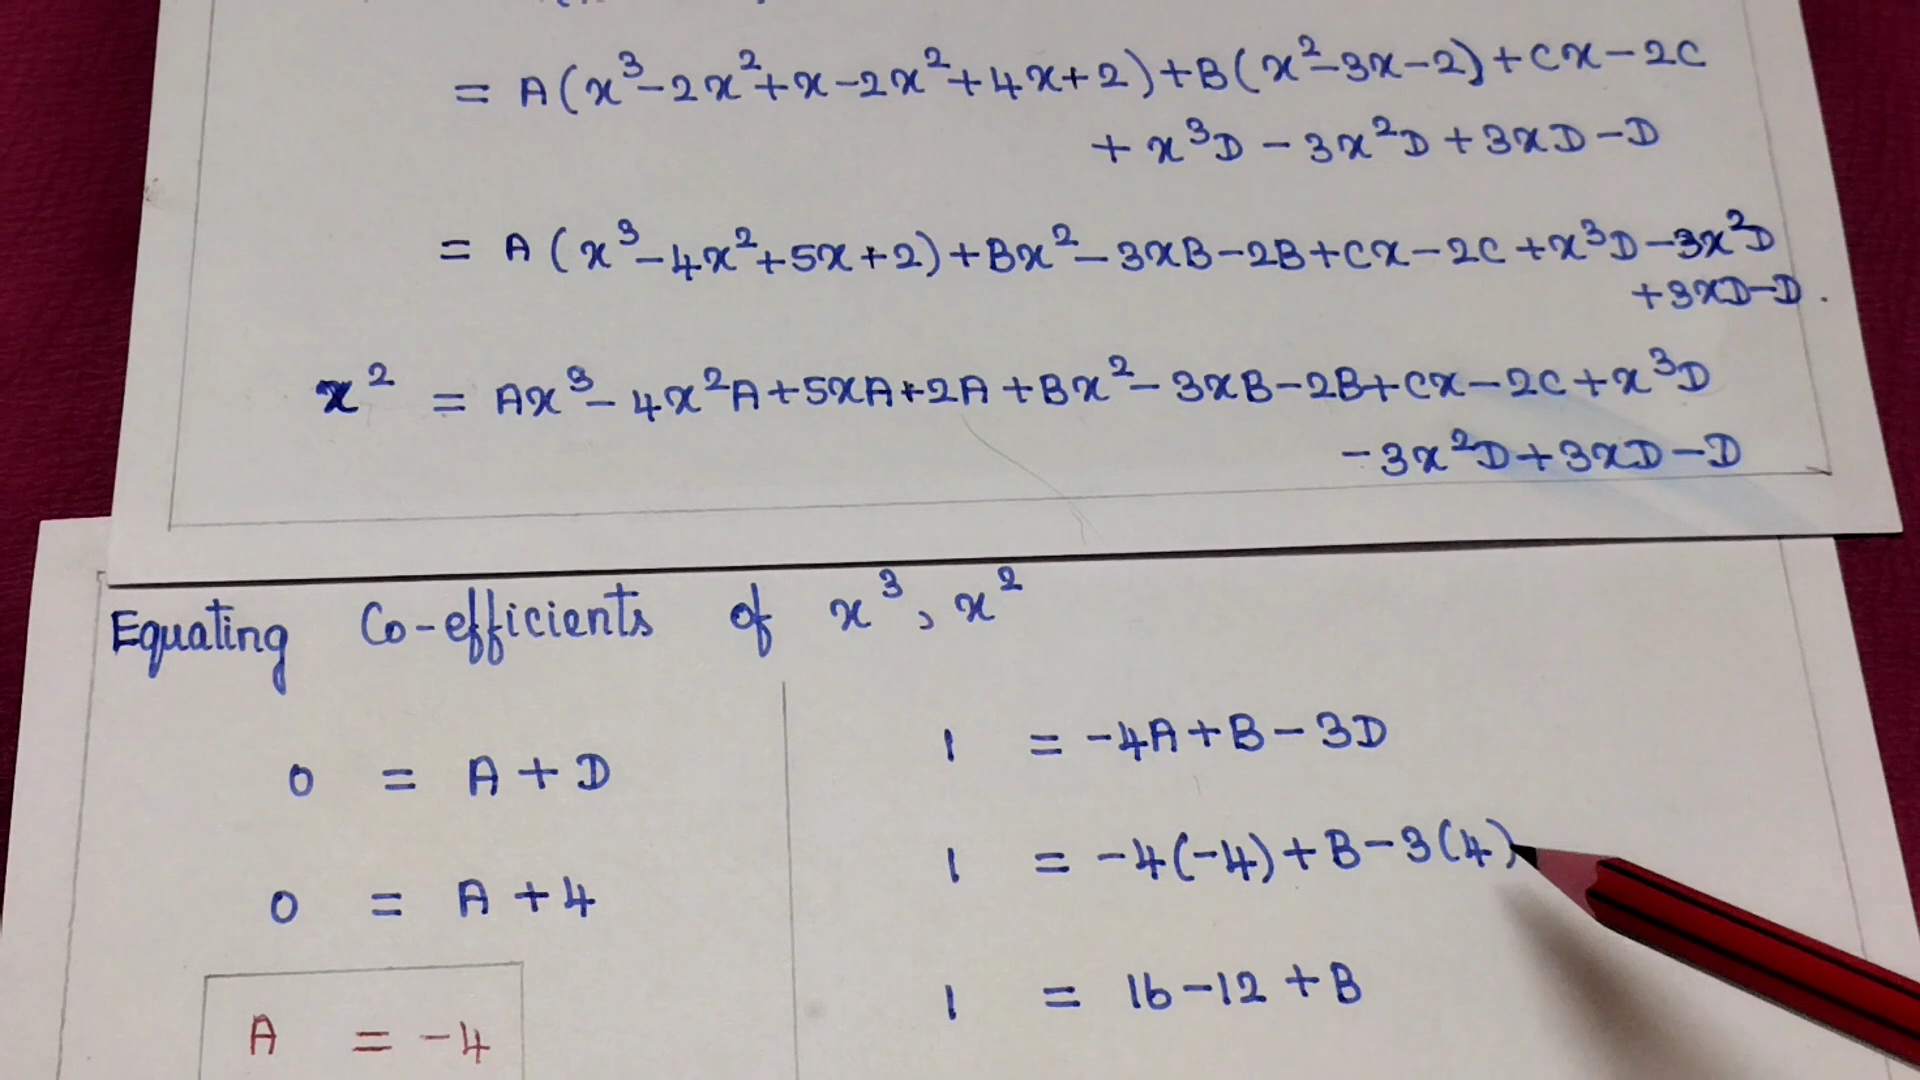 = A(x³-2x²+x-2x²+4x+2)+B(x²-3x-2)+Cx-2C
+x³D-3x²D+3xD-D
= A(x³-4x²+5x+2)+Bx²-3xB-2B+Cx-2C+x³D-3x²D
+3xD-D.
x² = Ax³-4x²A+5xA+2A+Bx²-3xB-2B+Cx-2C+x³D
-3x²D+3xD-D
Equating Co-efficients of x³, x²
0 = A+D
0 = A+4
A = -4
1 = -4A+B-3D
1 = -4(-4)+B-3(4)
1 = 16-12+B